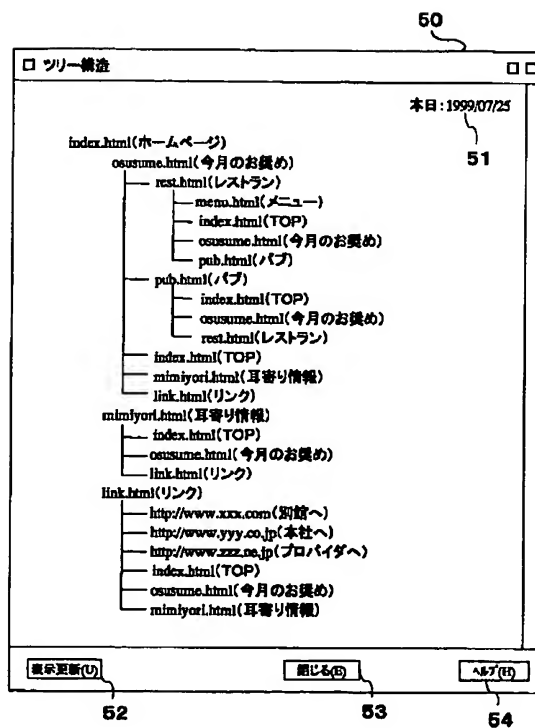 50
ツリー構造
本日:1999/07/25
51
index.html(ホームページ)
osusume.html(今月のお奨め)
rest.html(レストラン)
menu.html(メニュー)
index.html(TOP)
osusume.html(今月のお奨め)
pub.html(パブ)
pub.html(パブ)
index.html(TOP)
osusume.html(今月のお奨め)
rest.html(レストラン)
index.html(TOP)
mimiyori.html(耳寄り情報)
link.html(リンク)
mimiyori.html(耳寄り情報)
index.html(TOP)
osusume.html(今月のお奨め)
link.html(リンク)
link.html(リンク)
http://www.xxx.com(別館へ)
http://www.yyy.co.jp(本社へ)
http://www.zzz.ne.jp(プロバイダへ)
index.html(TOP)
osusume.html(今月のお奨め)
mimiyori.html(耳寄り情報)
表示更新(U) 閉じる(E) ヘルプ(H)
52 53 54